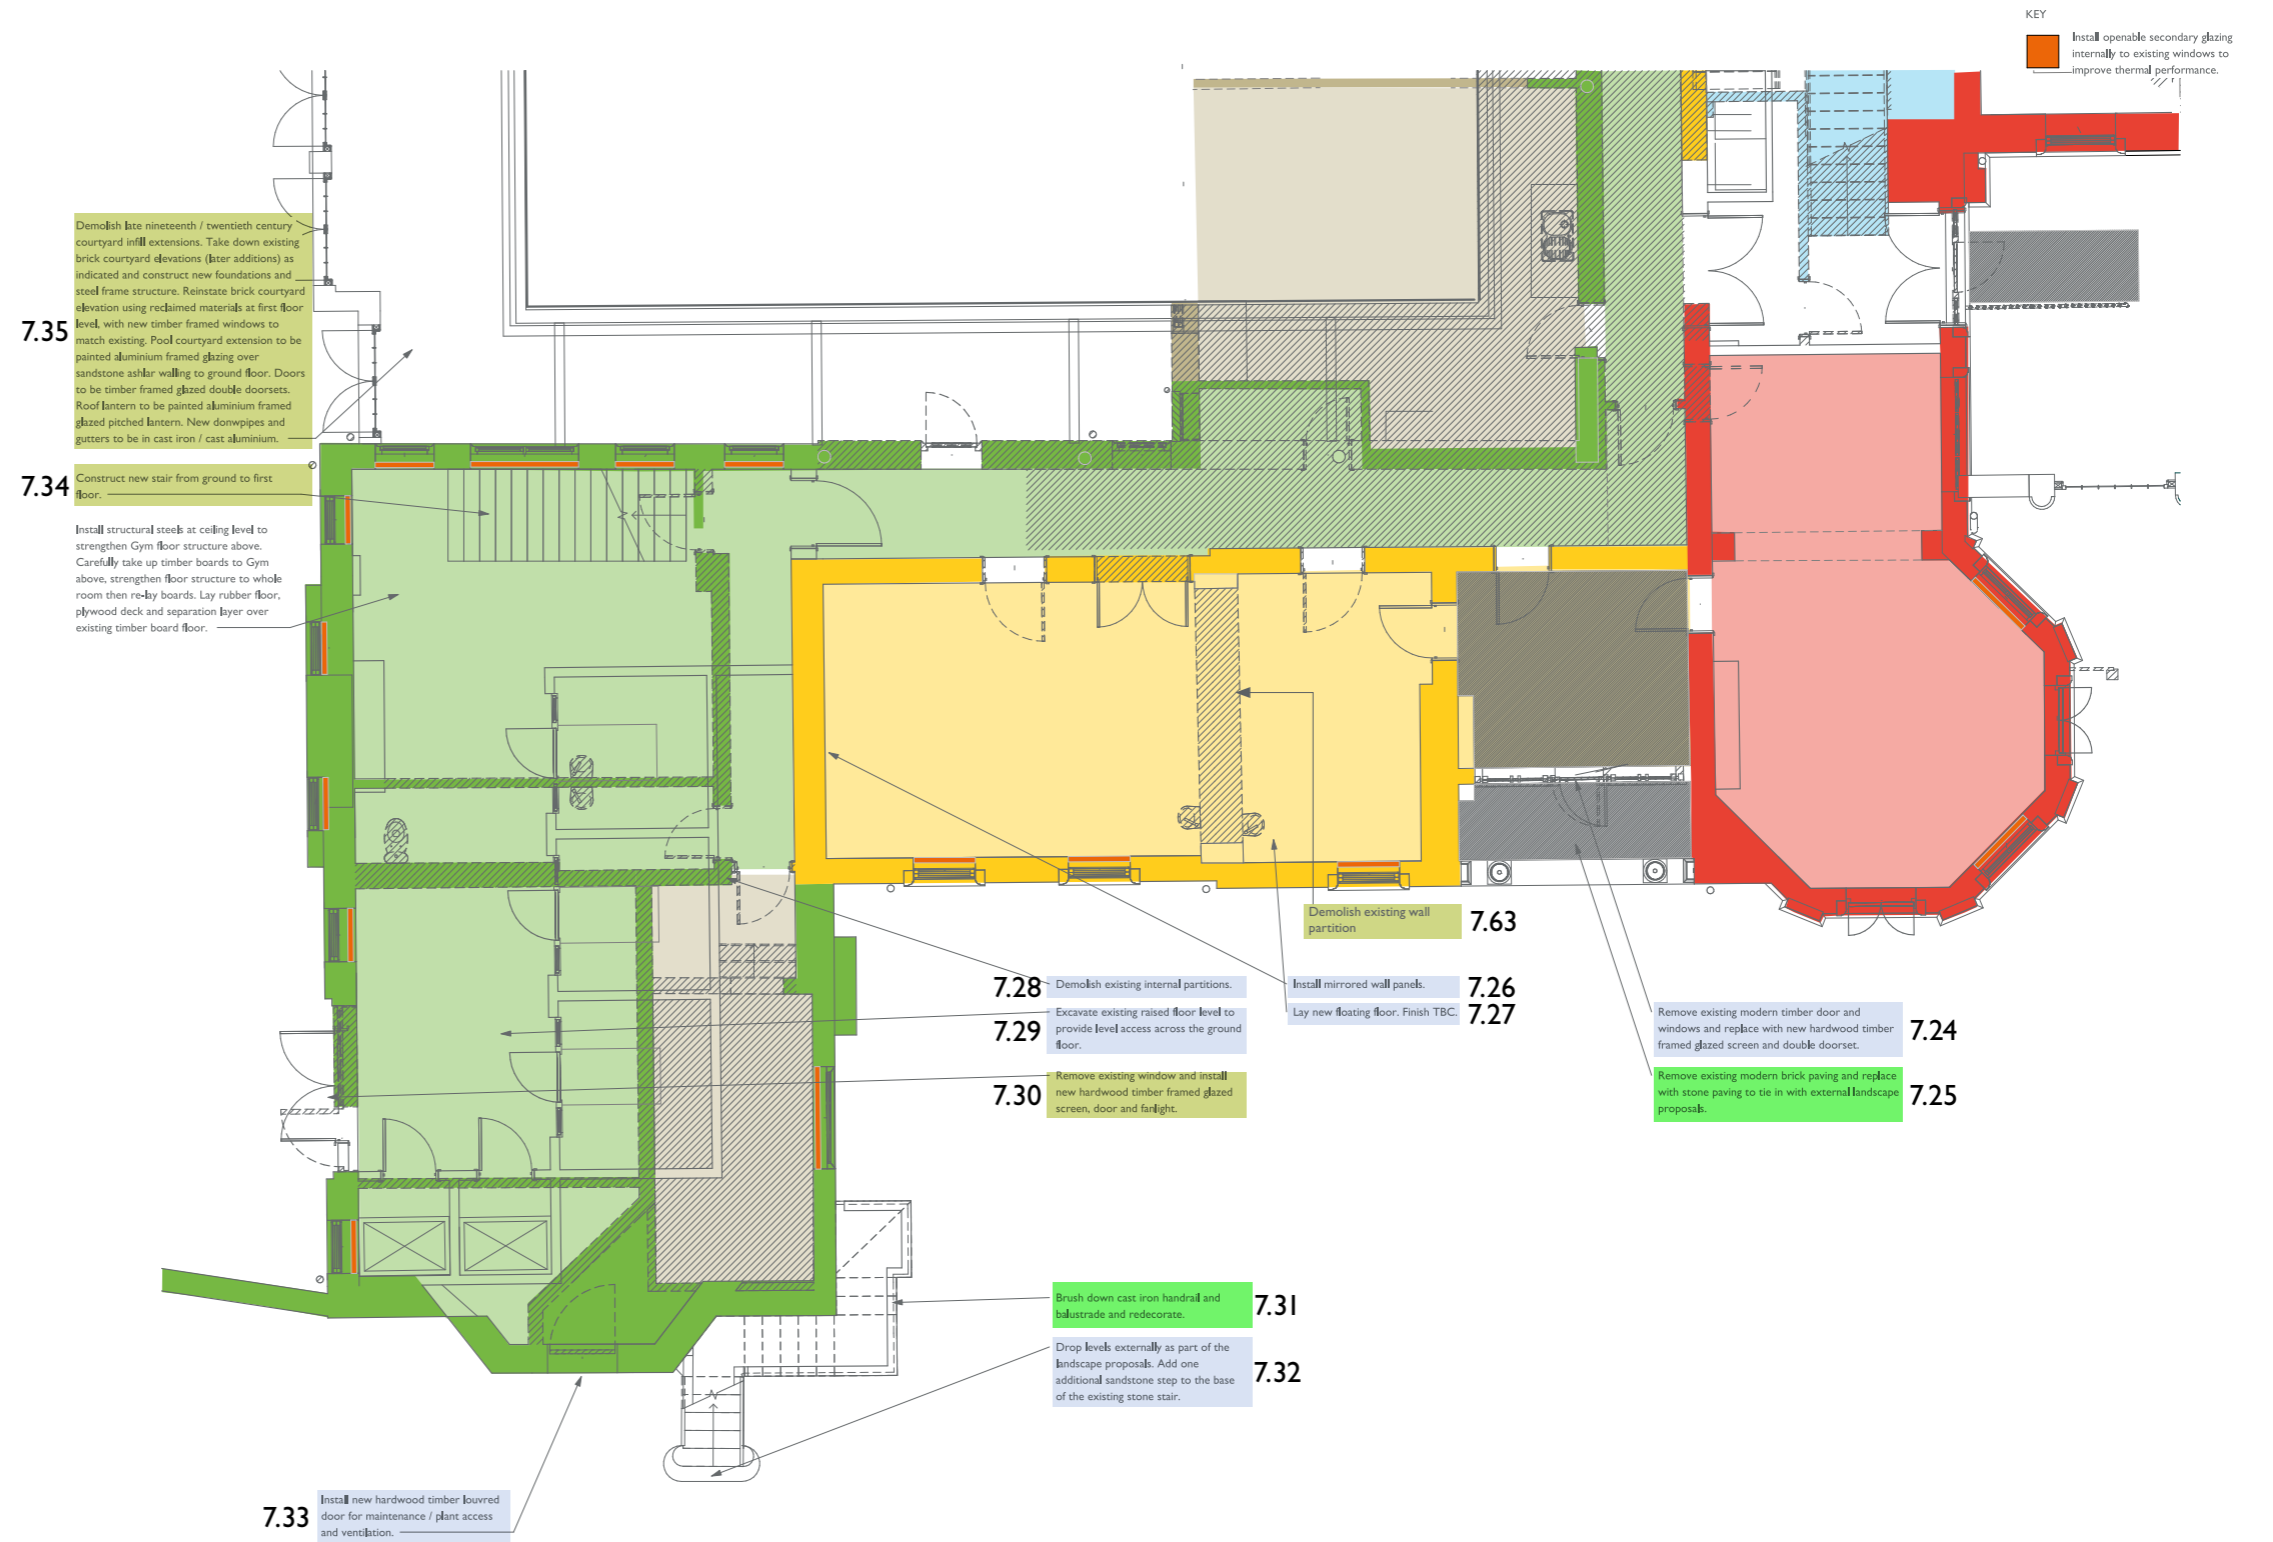 KEY
Install openable secondary glazing
internally to existing windows to
improve thermal performance.
Demolish late nineteenth / twentieth century
courtyard infill extensions. Take down existing
brick courtyard elevations (later additions) as
indicated and construct new foundations and
steel frame structure. Reinstate brick courtyard
elevation using reclaimed materials at first floor
level, with new timber framed windows to
match existing. Pool courtyard extension to be
painted aluminium framed glazing over
sandstone ashlar walling to ground floor. Doors
to be timber framed glazed double doorsets.
Roof lantern to be painted aluminium framed
glazed pitched lantern. New donwpipes and
gutters to be in cast iron / cast aluminium.
7.35
Construct new stair from ground to first
floor.
7.34
Install structural steels at ceiling level to
strengthen Gym floor structure above.
Carefully take up timber boards to Gym
above, strengthen floor structure to whole
room then re-lay boards. Lay rubber floor,
plywood deck and separation layer over
existing timber board floor.
Demolish existing wall
partition
7.63
7.28
Demolish existing internal partitions.
Install mirrored wall panels.
7.26
7.29
Excavate existing raised floor level to
provide level access across the ground
floor.
Lay new floating floor. Finish TBC.
7.27
Remove existing modern timber door and
windows and replace with new hardwood timber
framed glazed screen and double doorset.
7.24
7.30
Remove existing window and install
new hardwood timber framed glazed
screen, door and fanlight.
Remove existing modern brick paving and replace
with stone paving to tie in with external landscape
proposals.
7.25
Brush down cast iron handrail and
balustrade and redecorate.
7.31
Drop levels externally as part of the
landscape proposals. Add one
additional sandstone step to the base
of the existing stone stair.
7.32
7.33
Install new hardwood timber louvred
door for maintenance / plant access
and ventilation.